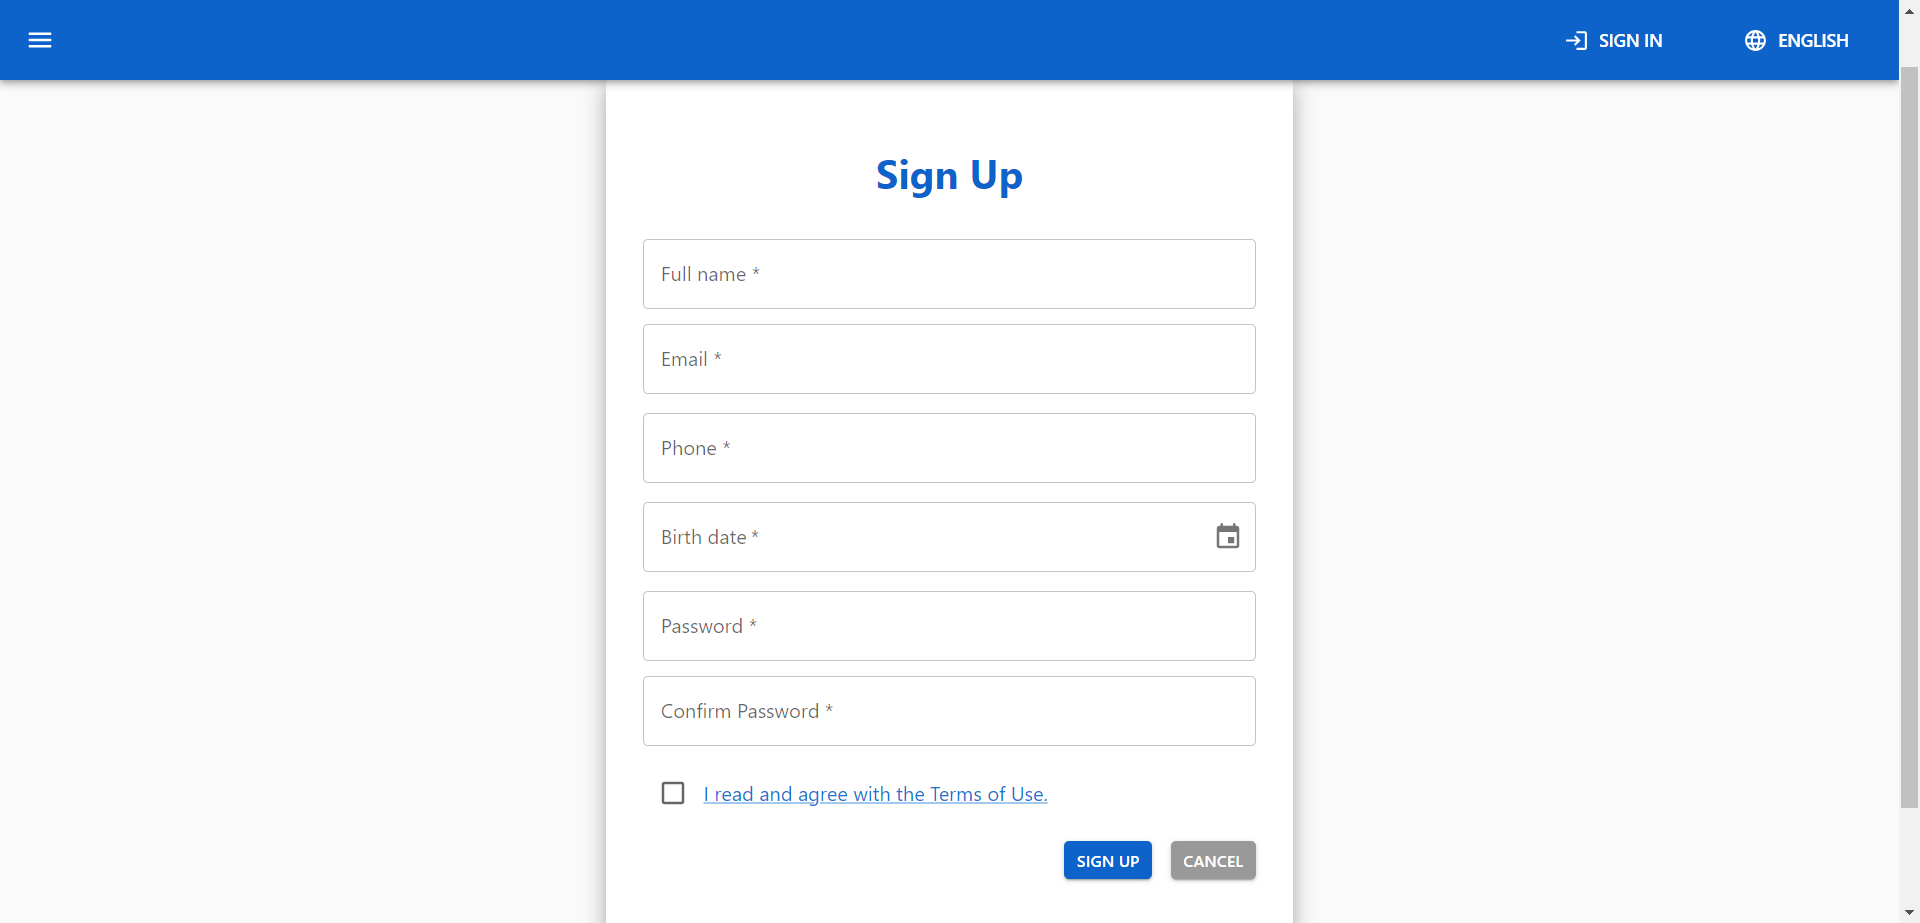 SIGN IN
ENGLISH
Sign Up
Full name *
Email *
Phone *
Birth date *
Password *
Confirm Password *
I read and agree with the Terms of Use.
SIGN UP
CANCEL